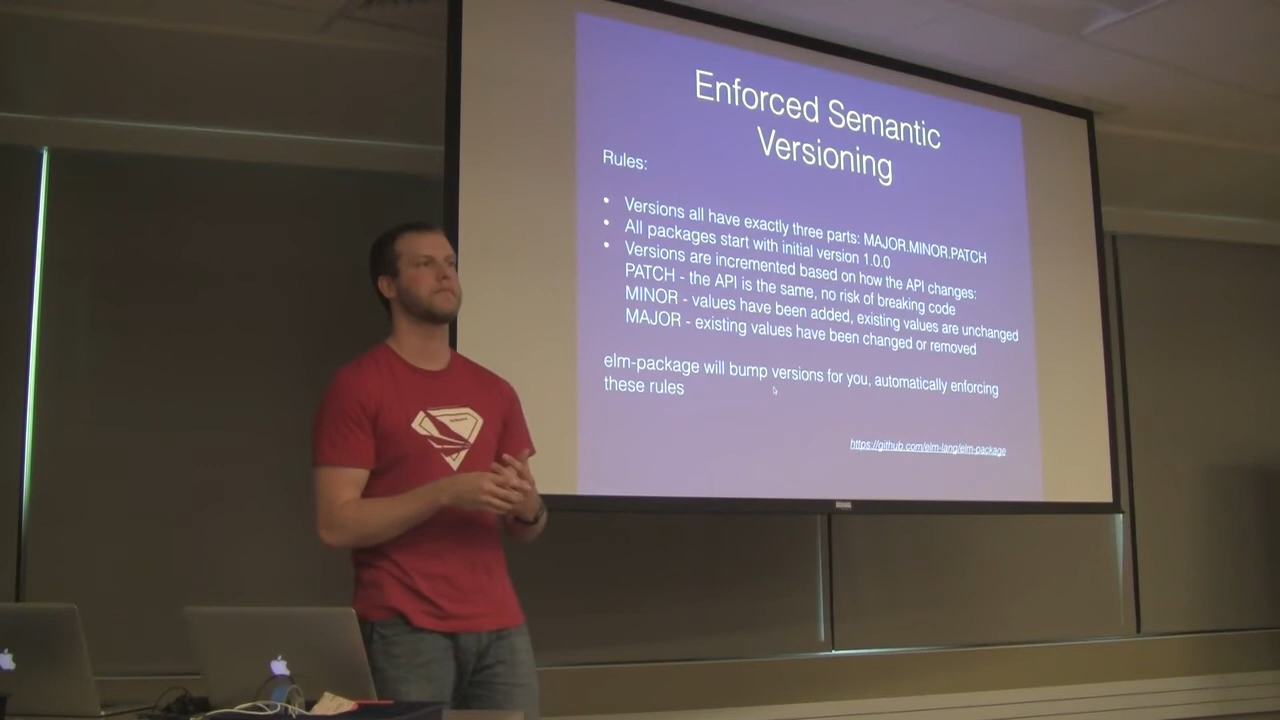 Enforced Semantic
Versioning
Rules:
• Versions all have exactly three parts: MAJOR.MINOR.PATCH
• All packages start with initial version 1.0.0
• Versions are incremented based on how the API changes:
PATCH - the API is the same, no risk of breaking code
MINOR - values have been added, existing values are unchanged
MAJOR - existing values have been changed or removed
elm-package will bump versions for you, automatically enforcing
these rules
https://github.com/elm-lang/elm-package